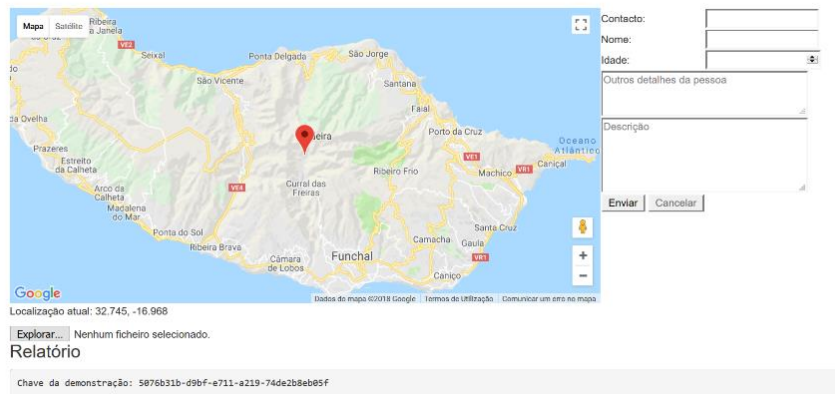 Mapa Satélite
Ribeira
da Janela
VE2
Seixal
Ponta Delgada
São Jorge
São Vicente
Santana
Faial
da Ovelha
Porto da Cruz
Oceano
Atlântico
Prazeres
VE1
Estreito
da Calheta
Ribeiro Frio
Machico
VR1
Caniçal
Curral das
Freiras
VE4
Arco da
Calheta
Madalena
do Mar
Ponta do Sol
Santa Cruz
Ribeira Brava
Camacha
Gaula
Câmara
de Lobos
Funchal
VR1
Caniço
Google
Dados do mapa ©2018 Google Termos de Utilização Comunicar um erro no mapa
Contacto:
Nome:
Idade:
Outros detalhes da pessoa
Descrição
Enviar Cancelar
Localização atual: 32.745, -16.968
Explorar... Nenhum ficheiro selecionado.
Relatório
Chave da demonstração: 5076b31b-d9bf-e711-a219-74de2b8eb05f